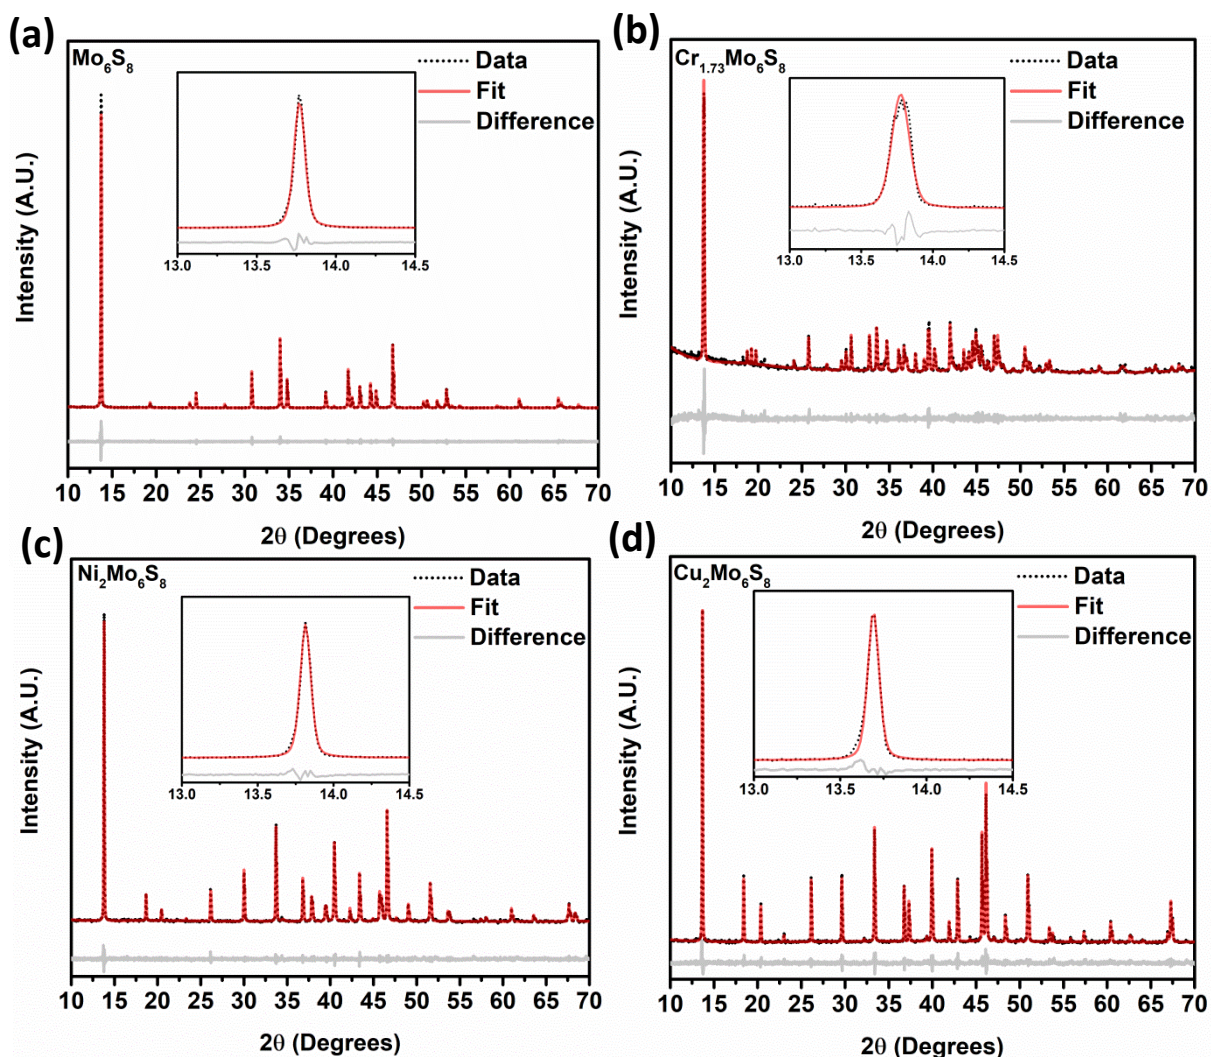 (a)
Mo₆S₈
Data
Fit
Difference
13.0 13.5 14.0 14.5
Intensity (A.U.)
10 15 20 25 30 35 40 45 50 55 60 65 70
2θ (Degrees)
(b)
Cr₁.₇₃Mo₆S₈
Data
Fit
Difference
13.0 13.5 14.0 14.5
Intensity (A.U.)
10 15 20 25 30 35 40 45 50 55 60 65 70
2θ (Degrees)
(c)
Ni₂Mo₆S₈
Data
Fit
Difference
13.0 13.5 14.0 14.5
Intensity (A.U.)
10 15 20 25 30 35 40 45 50 55 60 65 70
2θ (Degrees)
(d)
Cu₂Mo₆S₈
Data
Fit
Difference
13.0 13.5 14.0 14.5
Intensity (A.U.)
10 15 20 25 30 35 40 45 50 55 60 65 70
2θ (Degrees)